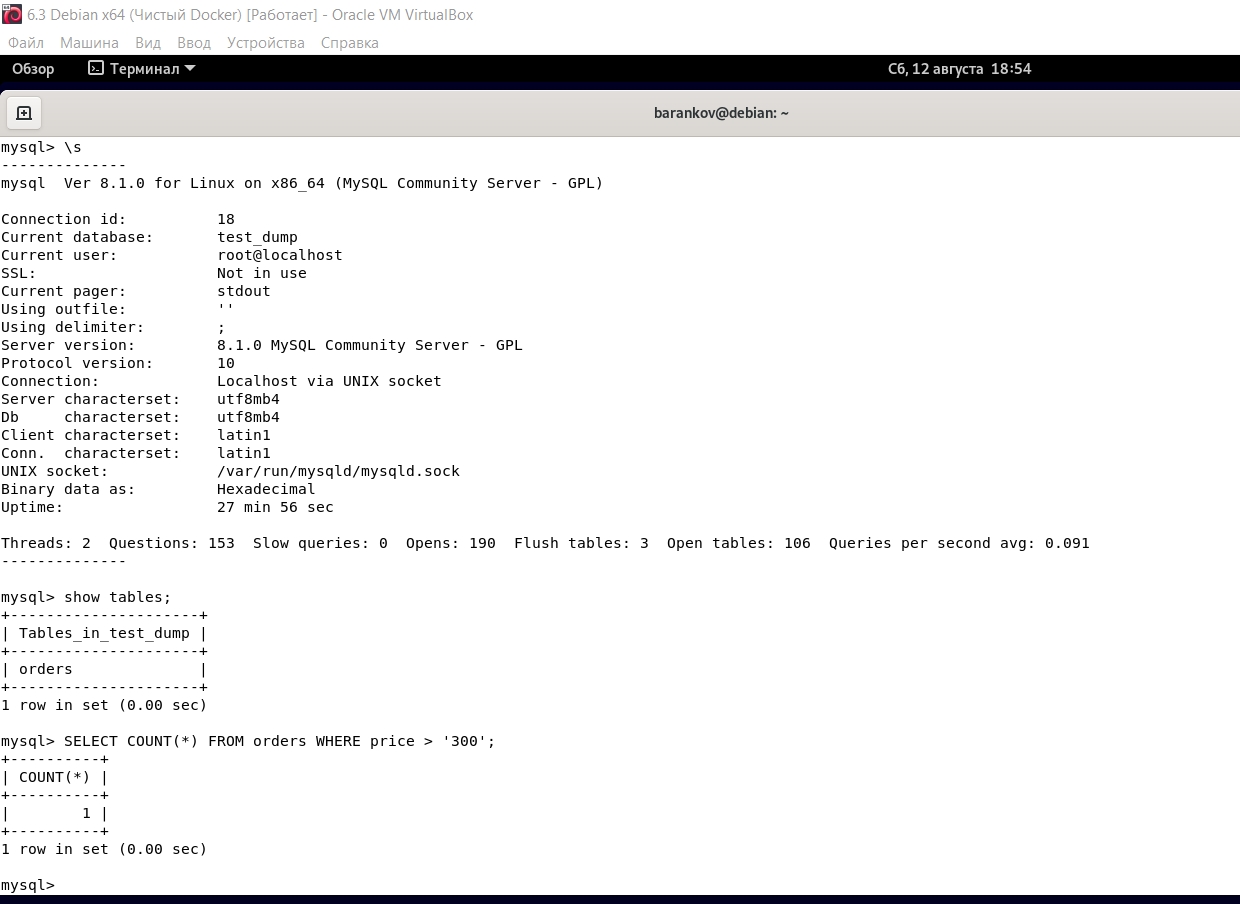 6.3 Debian x64 (Чистый Docker) [Работает] - Oracle VM VirtualBox
Файл Машина Вид Ввод Устройства Справка
Обзор Терминал Сб, 12 августа 18:54
barankov@debian: ~
mysql> \s
--------------
mysql  Ver 8.1.0 for Linux on x86_64 (MySQL Community Server - GPL)

Connection id:          18
Current database:       test_dump
Current user:           root@localhost
SSL:                    Not in use
Current pager:          stdout
Using outfile:          ''
Using delimiter:        ;
Server version:         8.1.0 MySQL Community Server - GPL
Protocol version:       10
Connection:             Localhost via UNIX socket
Server characterset:    utf8mb4
Db     characterset:    utf8mb4
Client characterset:    latin1
Conn.  characterset:    latin1
UNIX socket:            /var/run/mysqld/mysqld.sock
Binary data as:         Hexadecimal
Uptime:                 27 min 56 sec

Threads: 2  Questions: 153  Slow queries: 0  Opens: 190  Flush tables: 3  Open tables: 106  Queries per second avg: 0.091
--------------

mysql> show tables;
+---------------------+
| Tables_in_test_dump |
+---------------------+
| orders              |
+---------------------+
1 row in set (0.00 sec)

mysql> SELECT COUNT(*) FROM orders WHERE price > '300';
+----------+
| COUNT(*) |
+----------+
|        1 |
+----------+
1 row in set (0.00 sec)

mysql>